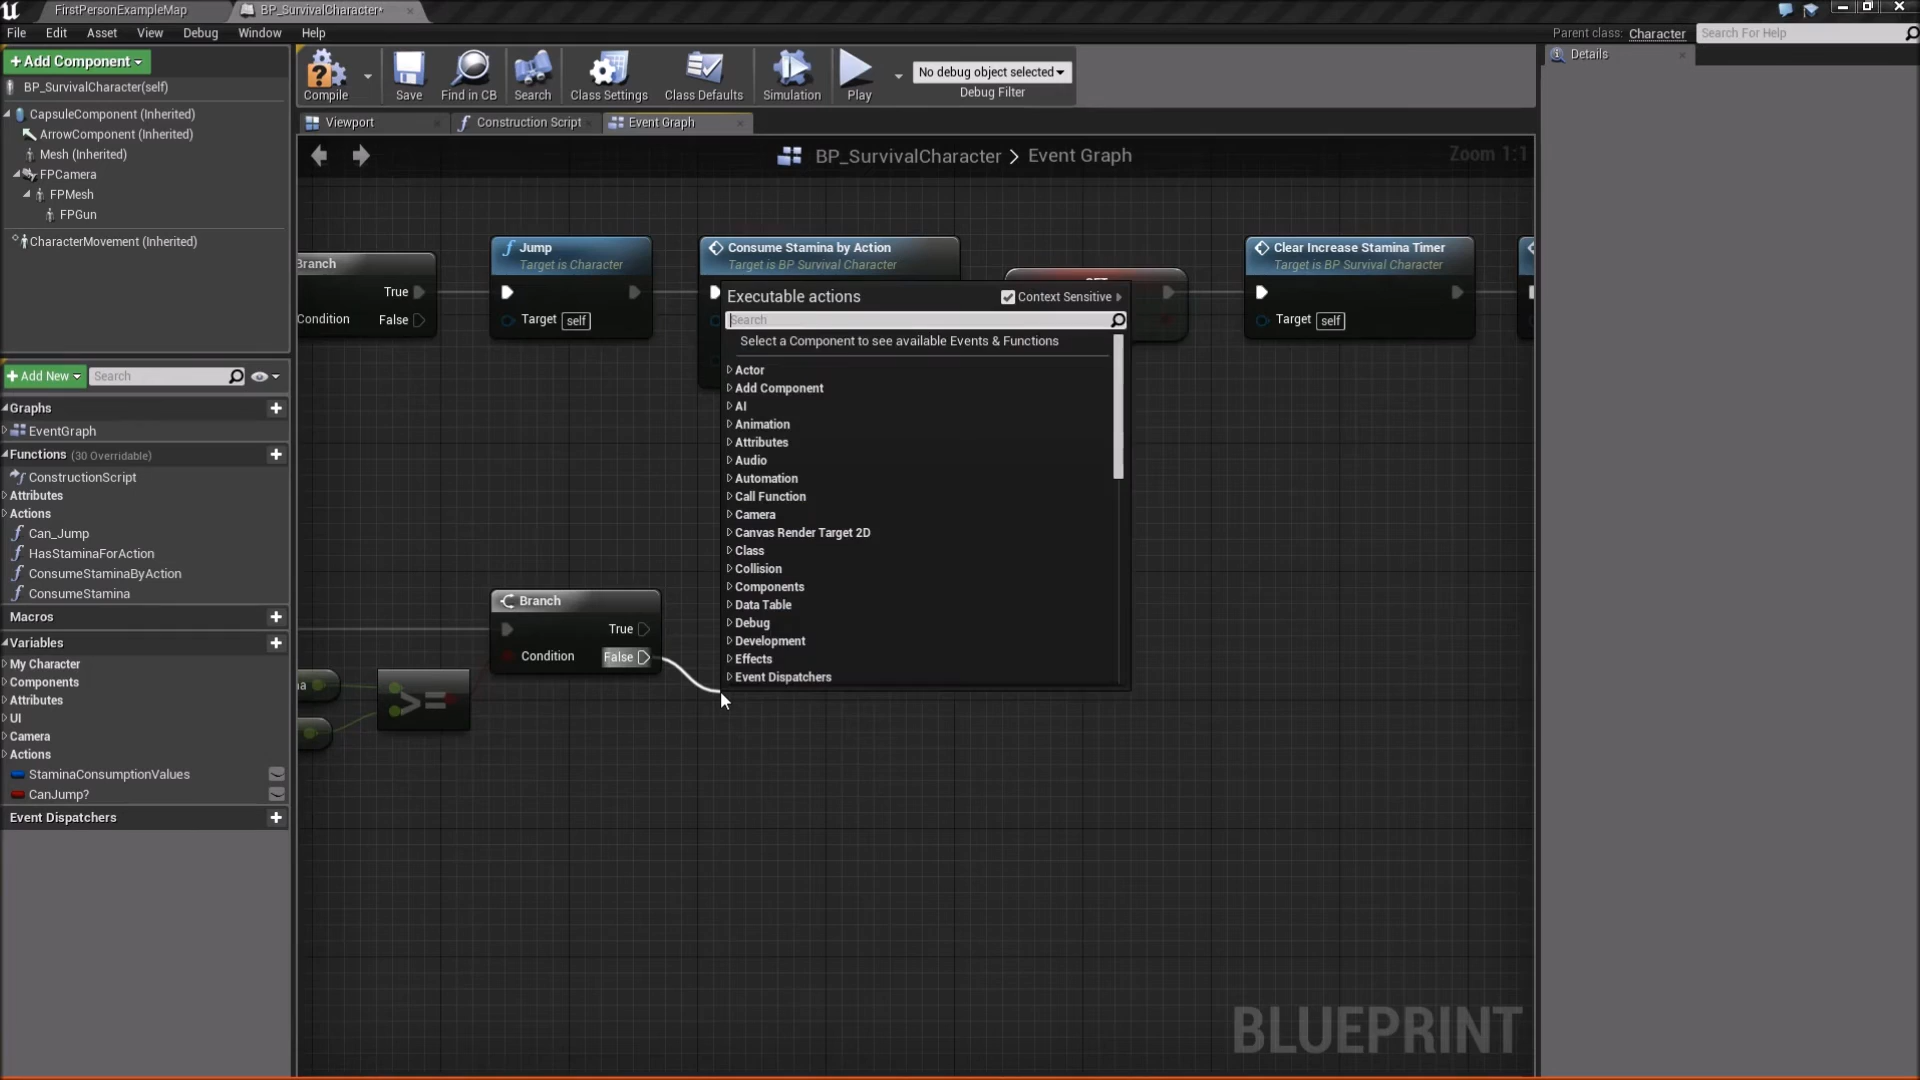 FirstPersonExampleMap
BP_SurvivalCharacter*
File Edit Asset View Debug Window Help
Parent class: Character
Search For Help
+Add Component
BP_SurvivalCharacter(self)
CapsuleComponent (Inherited)
ArrowComponent (Inherited)
Mesh (Inherited)
FPCamera
FPMesh
FPGun
CharacterMovement (Inherited)
Compile
Save
Find in CB
Search
Class Settings
Class Defaults
Simulation
Play
No debug object selected
Debug Filter
Details
Viewport
Construction Script
Event Graph
BP_SurvivalCharacter > Event Graph
Zoom 1:1
+Add New
Search
Graphs
EventGraph
Functions (30 Overridable)
ConstructionScript
Attributes
Actions
Can_Jump
HasStaminaForAction
ConsumeStaminaByAction
ConsumeStamina
Macros
Variables
My Character
Components
Attributes
UI
Camera
Actions
StaminaConsumptionValues
CanJump?
Event Dispatchers
Branch
True
Condition
False
Jump
Target is Character
Target self
Consume Stamina by Action
Target is BP Survival Character
Clear Increase Stamina Timer
Target is BP Survival Character
Target self
Executable actions
Context Sensitive
Search
Select a Component to see available Events & Functions
Actor
Add Component
AI
Animation
Attributes
Audio
Automation
Call Function
Camera
Canvas Render Target 2D
Class
Collision
Components
Data Table
Debug
Development
Effects
Event Dispatchers
Branch
True
Condition
False
na
>=
BLUEPRINT